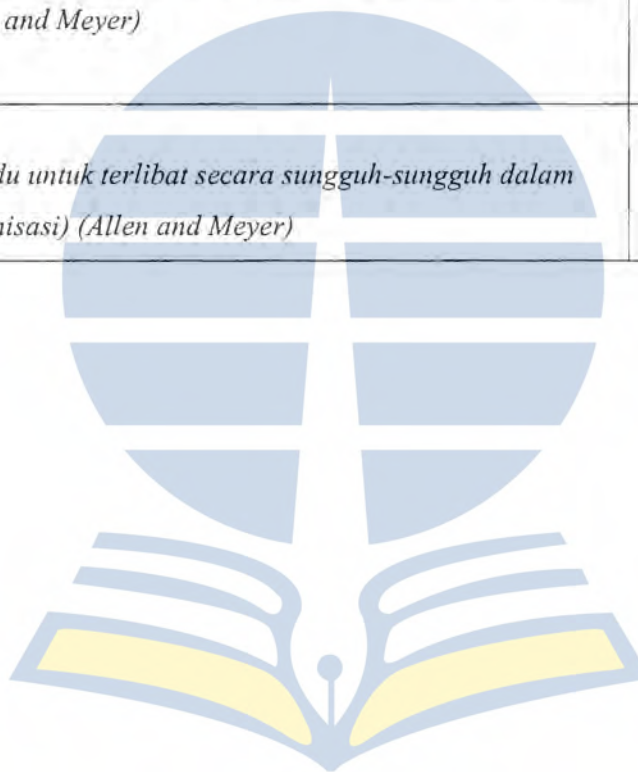 and Meyer)
du untuk terlibat secara sungguh-sungguh dalam
nisasi) (Allen and Meyer)